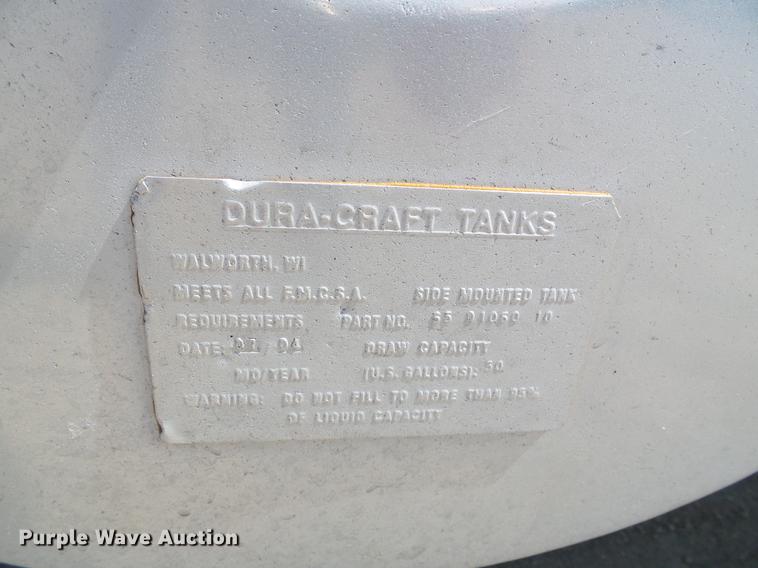 DURA-CRAFT TANKS
WALWORTH, WI
MEETS ALL F.M.C.S.A. SIDE MOUNTED TANK
REQUIREMENTS PART NO. 10
DATE: / 04 DRAW CAPACITY
MO/YEAR (U.S. GALLONS): 50
WARNING: DO NOT FILL TO MORE THAN 95%
OF LIQUID CAPACITY
Purple Wave Auction